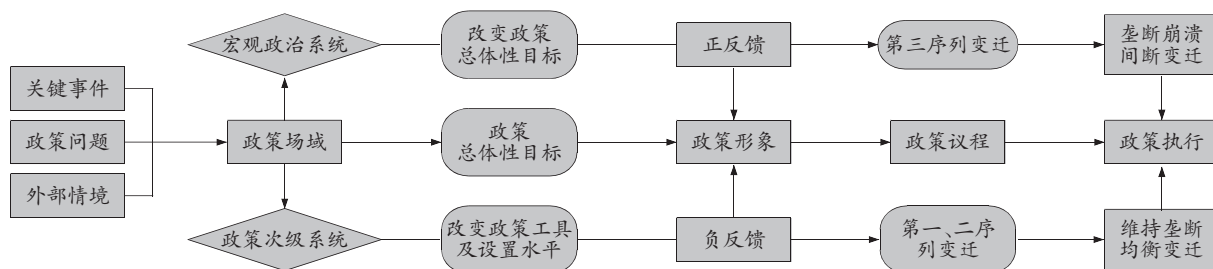 宏观政治系统
改变政策
总体性目标
正反馈
第三序列变迁
垄断崩溃
间断变迁
关键事件
政策问题
外部情境
政策场域
政策
总体性目标
政策形象
政策议程
政策执行
政策次级系统
改变政策工具
及设置水平
负反馈
第一、二序
列变迁
维持垄断
均衡变迁